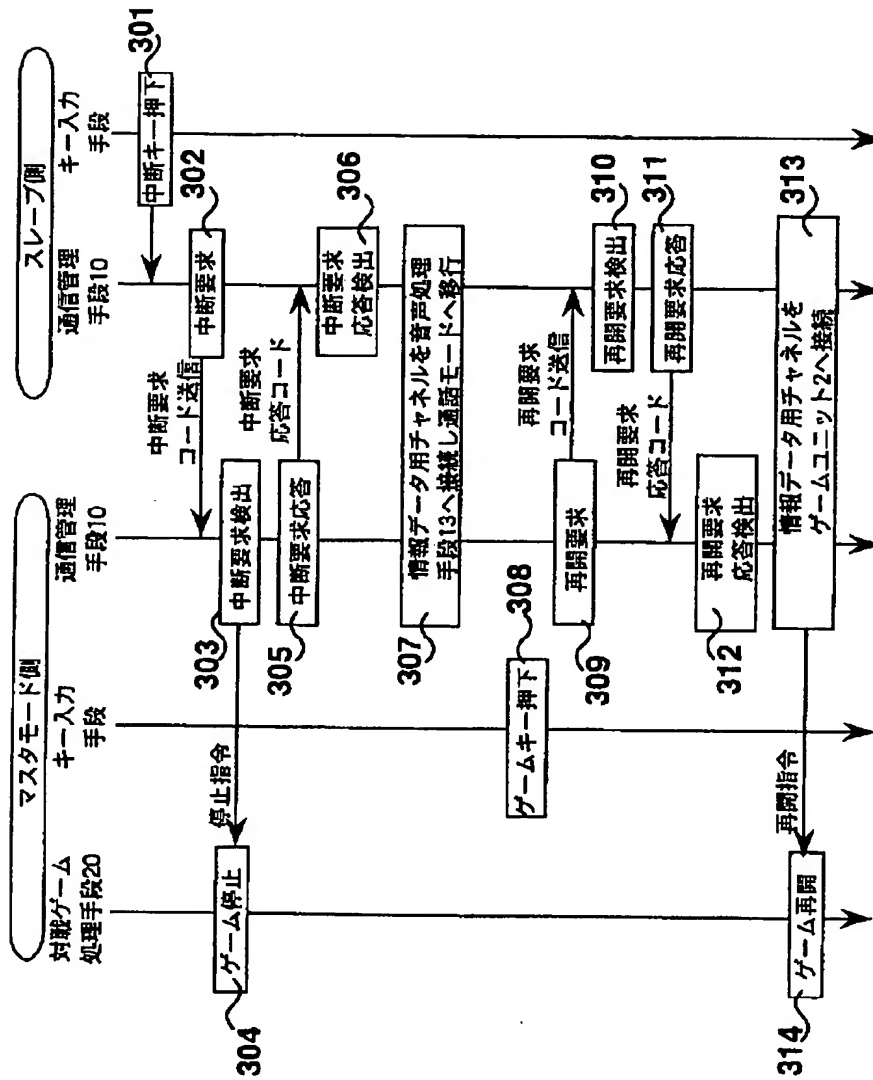 マスタモード側
スレーブ側
対戦ゲーム
処理手段20
キー入力
手段
通信管理
手段10
通信管理
手段10
キー入力
手段
中断キー押下
301
中断要求
302
中断要求
コード送信
中断要求検出
303
停止指令
ゲーム停止
304
中断要求応答
305
中断要求
応答コード
中断要求
応答検出
306
情報データ用チャネルを音声処理
手段13へ接続し通話モードへ移行
307
ゲームキー押下
308
再開要求
309
再開要求
コード送信
再開要求検出
310
再開要求応答
311
再開要求
応答コード
再開要求
応答検出
312
情報データ用チャネルを
ゲームユニット2へ接続
313
再開指令
ゲーム再開
314